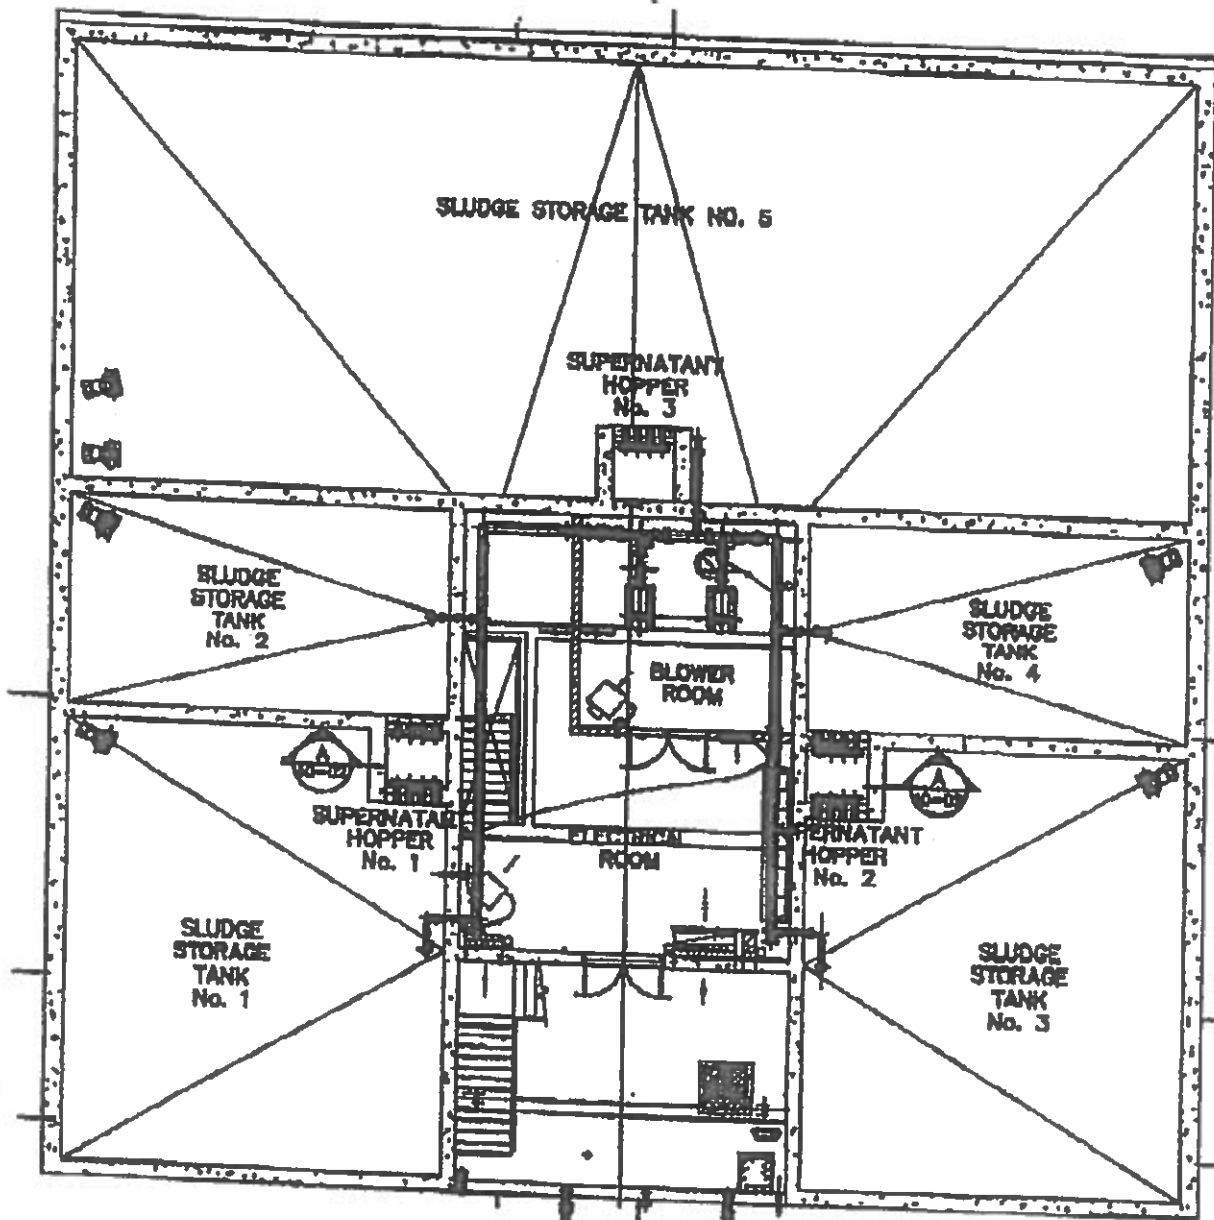 SLUDGE STORAGE TANK NO. 5
SUPERNATANT
HOPPER
No. 3
SLUDGE
STORAGE
TANK
No. 2
SLUDGE
STORAGE
TANK
No. 4
BLOWER
ROOM
A
A
SUPERNATAN
HOPPER
No. 1
ELECTRICAL
ROOM
PERNATANT
HOPPER
No. 2
SLUDGE
STORAGE
TANK
No. 1
SLUDGE
STORAGE
TANK
No. 3